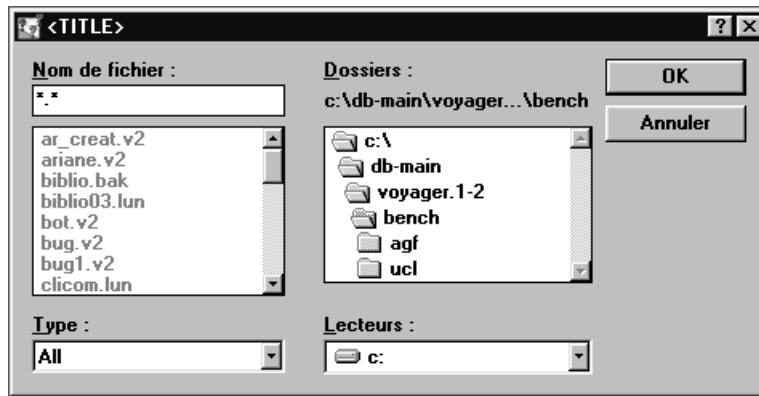 <TITLE>
Nom de fichier :
*.*
ar_creat.v2
ariane.v2
biblio.bak
biblio03.lun
bot.v2
bug.v2
bug1.v2
clicom.lun
Type :
All
Dossiers :
c:\db-main\voyager...\bench
c:\
db-main
voyager.1-2
bench
agf
ucl
Lecteurs :
c:
OK
Annuler